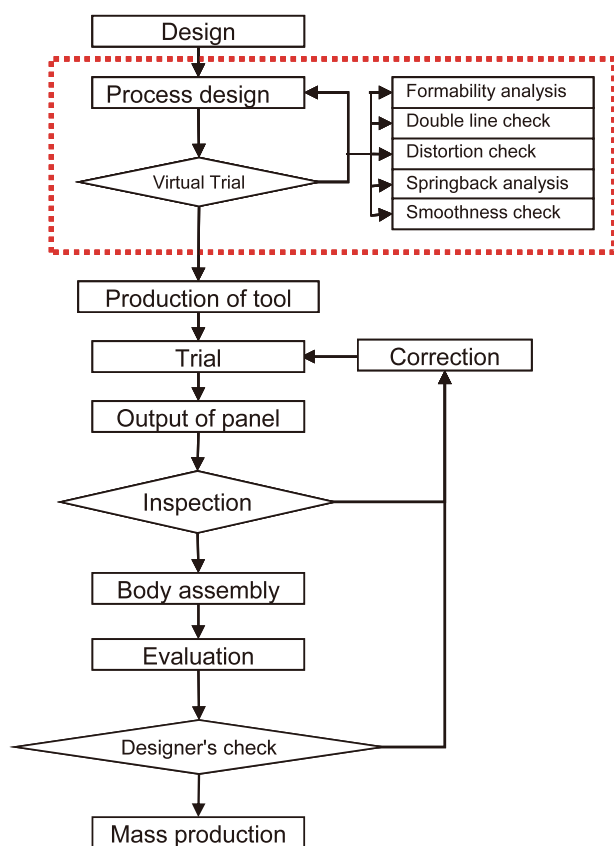 Design
Process design
Formability analysis
Double line check
Distortion check
Virtual Trial
Springback analysis
Smoothness check
Production of tool
Trial
Correction
Output of panel
Inspection
Body assembly
Evaluation
Designer's check
Mass production